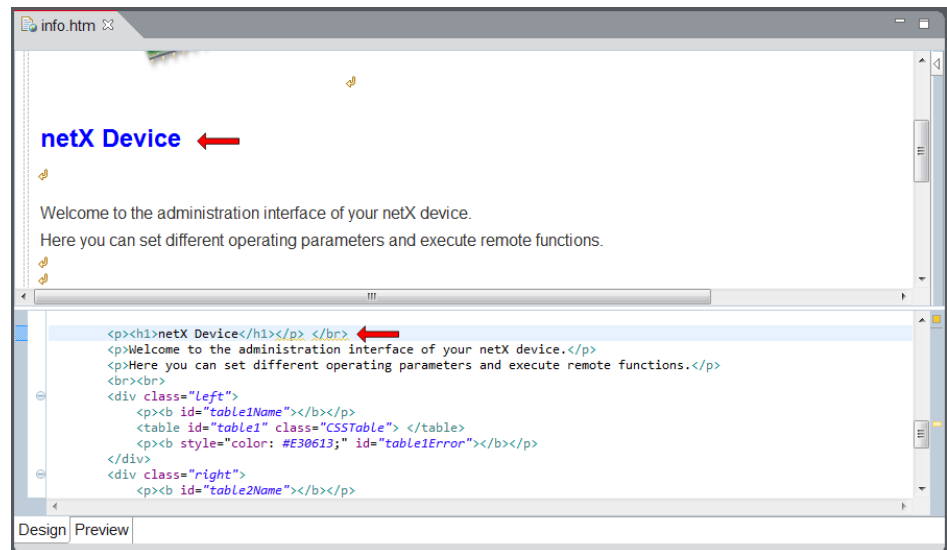 info.htm
netX Device
Welcome to the administration interface of your netX device.
Here you can set different operating parameters and execute remote functions.
<p><h1>netX Device</h1></p> </br>
<p>Welcome to the administration interface of your netX device.</p>
<p>Here you can set different operating parameters and execute remote functions.</p>
<br><br>
<div class="left">
<p><b id="table1Name"></b></p>
<table id="table1" class="CSSTable"> </table>
<p><b style="color: #E30613;" id="table1Error"></b></p>
</div>
<div class="right">
<p><b id="table2Name"></b></p>
Design Preview